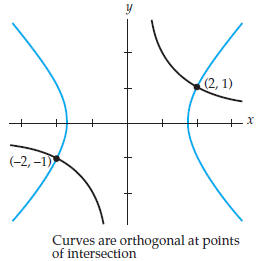 y
(2, 1)
x
(-2, -1)
Curves are orthogonal at points
of intersection